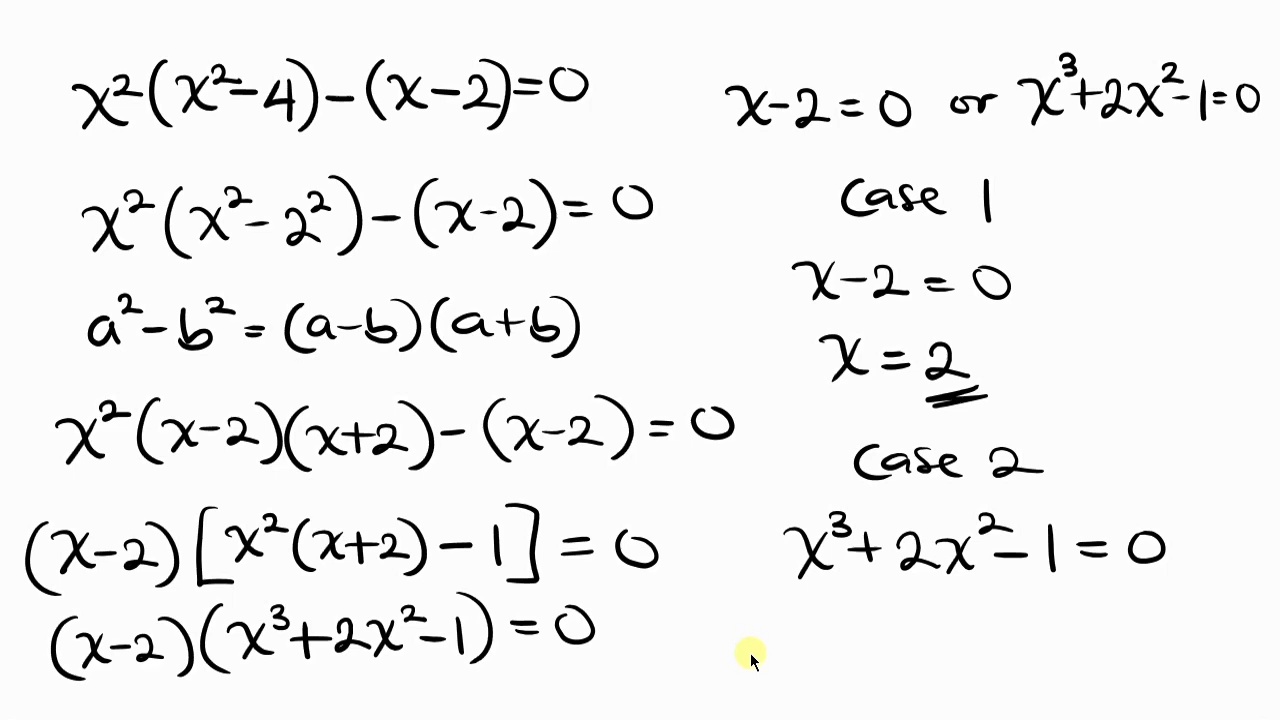 x²(x²-4)-(x-2)=0
x²(x²-2²)-(x-2)=0
a²-b²=(a-b)(a+b)
x²(x-2)(x+2)-(x-2)=0
(x-2)[x²(x+2)-1]=0
(x-2)(x³+2x²-1)=0
x-2=0 or x³+2x²-1=0
Case 1
x-2=0
x=2
Case 2
x³+2x²-1=0